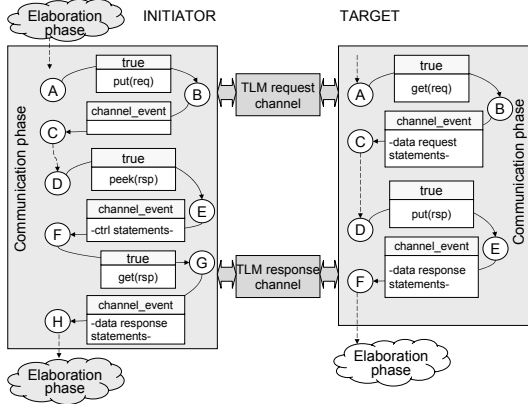 Elaboration
phase
INITIATOR
TARGET
Communication phase
true
put(req)
A
B
channel_event
C
D
true
peek(rsp)
E
channel_event
-ctrl statements-
F
true
get(rsp)
G
channel_event
-data response
statements-
H
Elaboration
phase
TLM request
channel
TLM response
channel
true
get(req)
A
B
channel_event
-data request
statements-
C
D
true
put(rsp)
E
channel_event
-data response
statements-
F
Communication phase
Elaboration
phase